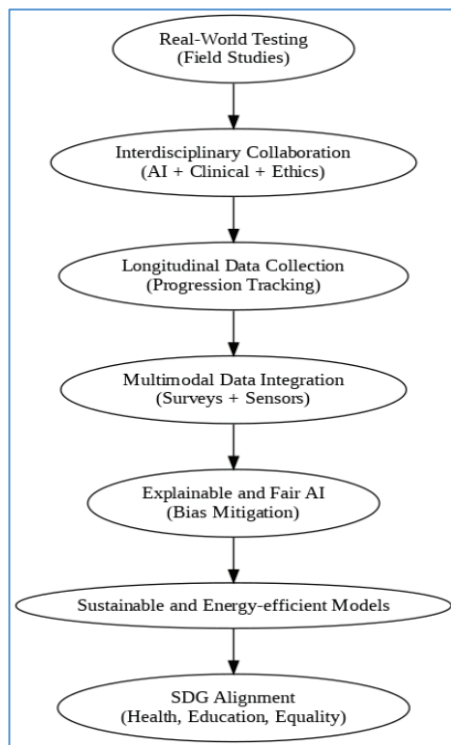 Real-World Testing
(Field Studies)
Interdisciplinary Collaboration
(AI + Clinical + Ethics)
Longitudinal Data Collection
(Progression Tracking)
Multimodal Data Integration
(Surveys + Sensors)
Explainable and Fair AI
(Bias Mitigation)
Sustainable and Energy-efficient Models
SDG Alignment
(Health, Education, Equality)